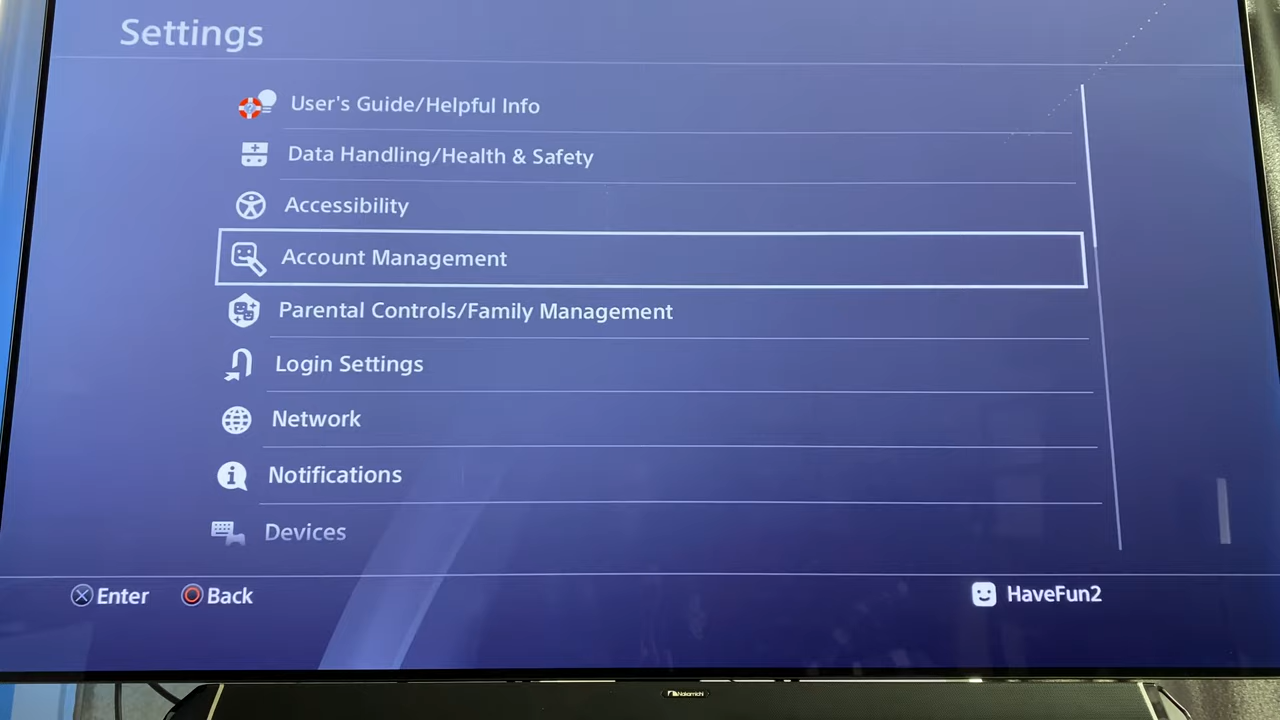 Settings
User's Guide/Helpful Info
Data Handling/Health & Safety
Accessibility
Account Management
Parental Controls/Family Management
Login Settings
Network
Notifications
Devices
Enter
Back
HaveFun2
Nakamichi